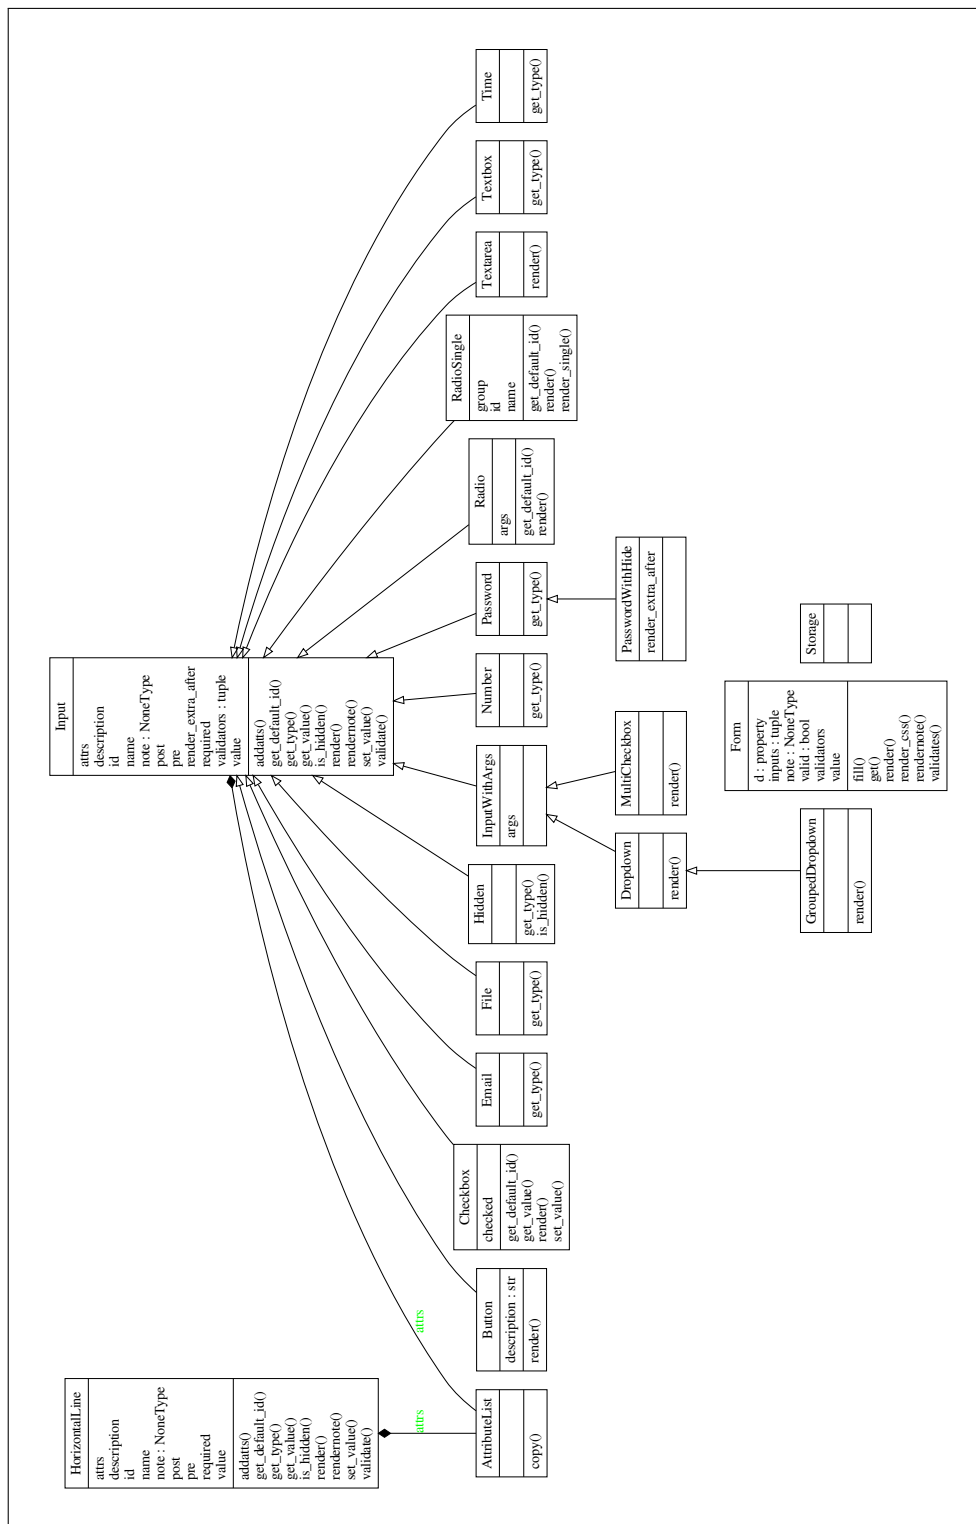 Time
get_type()
Textbox
get_type()
Textarea
render()
RadioSingle
group
id
name
get_default_id()
render()
render_single()
Radio
args
get_default_id()
render()
Password
get_type()
PasswordWithHide
render_extra_after
Number
get_type()
Input
attrs
description
id
name
note : NoneType
post
pre
render_extra_after
required
validators : tuple
value
addatts()
get_default_id()
get_type()
get_value()
is_hidden()
render()
rendernote()
set_value()
validate()
InputWithArgs
args
MultiCheckbox
render()
Dropdown
render()
GroupedDropdown
render()
Storage
Form
d : property
inputs : tuple
note : NoneType
valid : bool
validators
value
fill()
get()
render()
render_css()
rendernote()
validates()
Hidden
get_type()
is_hidden()
File
get_type()
Email
get_type()
Checkbox
checked
get_default_id()
get_value()
render()
set_value()
Button
description : str
render()
attrs
attrs
AttributeList
copy()
HorizontalLine
attrs
description
id
name
note : NoneType
post
pre
required
value
addatts()
get_default_id()
get_type()
get_value()
is_hidden()
render()
rendernote()
set_value()
validate()